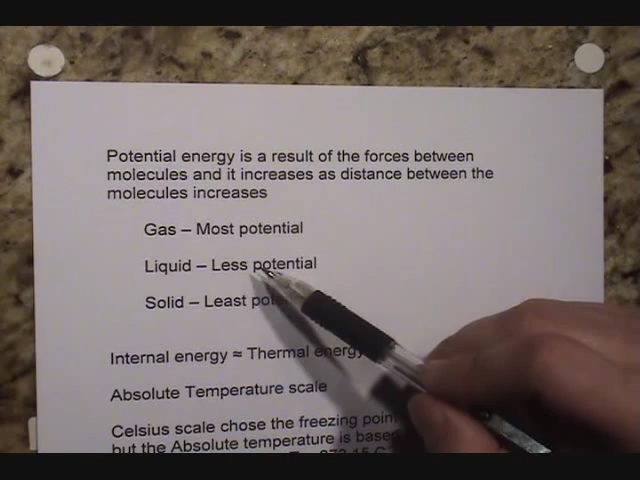 Potential energy is a result of the forces between
molecules and it increases as distance between the
molecules increases
Gas – Most potential
Liquid – Less potential
Solid – Least
Internal energy ≈ Thermal energy
Absolute Temperature scale
Celsius scale chose the freezing
but the Absolute temperature is